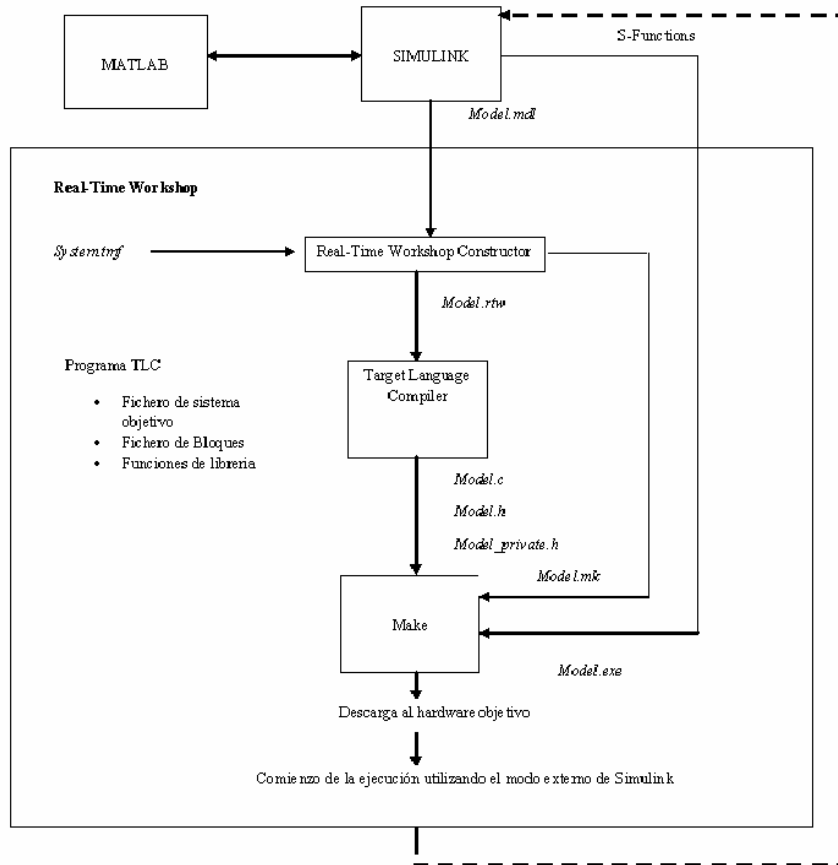 MATLAB
SIMULINK
S-Functions
Model.mdl
Real-Time Workshop
System.tmf
Real-Time Workshop Constructor
Model.rtw
Programa TLC
• Fichero de sistema
objetivo
• Fichero de Bloques
• Funciones de libreria
Target Language
Compiler
Model.c
Model.h
Model_private.h
Model.mk
Make
Model.exe
Descarga al hardware objetivo
Comienzo de la ejecución utilizando el modo externo de Simulink